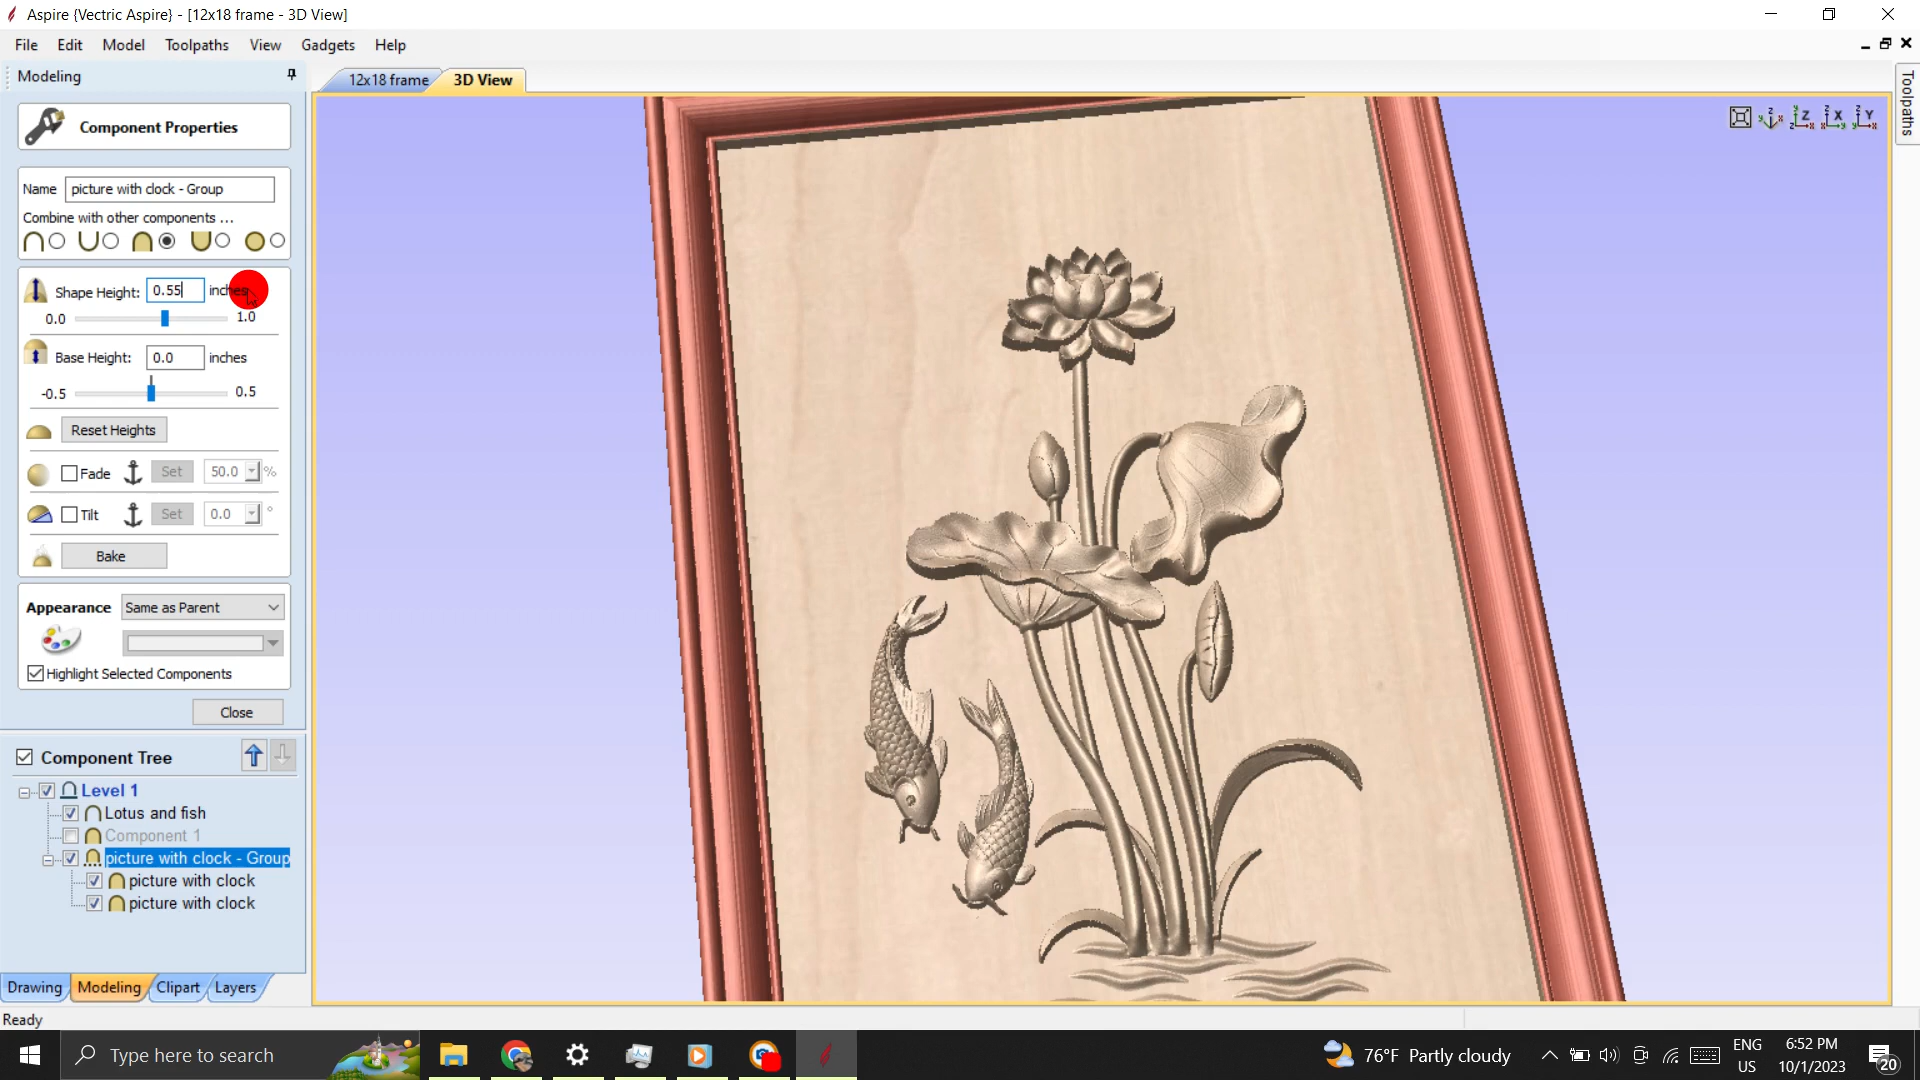 Aspire {Vectric Aspire} - [12x18 frame - 3D View]
File Edit Model Toolpaths View Gadgets Help
Modeling
12x18 frame 3D View
Toolpaths
Component Properties
Name picture with clock - Group
Combine with other components ...
Shape Height: 0.55 inches
0.0 1.0
Base Height: 0.0 inches
-0.5 0.5
Reset Heights
Fade Set 50.0 %
Tilt Set 0.0 °
Bake
Appearance Same as Parent
Highlight Selected Components
Close
Component Tree
Level 1
Lotus and fish
Component 1
picture with clock - Group
picture with clock
picture with clock
Drawing Modeling Clipart Layers
Ready
Type here to search
76°F Partly cloudy
ENG
US
6:52 PM
10/1/2023
20